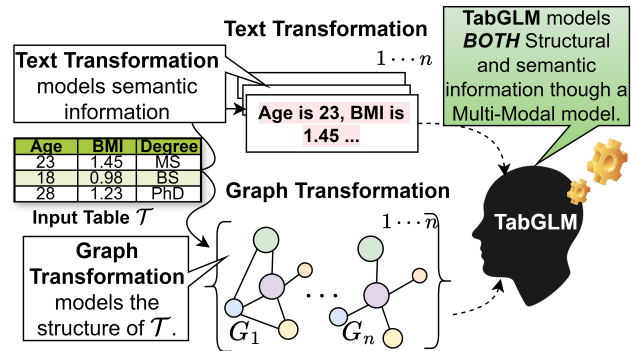 Text Transformation
1 ··· n
Text Transformation
models semantic
information
Age is 23, BMI is
1.45 ...
TabGLM models
BOTH Structural
and semantic
information though a
Multi-Modal model.
Age BMI Degree
23 1.45 MS
18 0.98 BS
28 1.23 PhD
Input Table 𝒯
Graph Transformation
1 ··· n
Graph
Transformation
models the
structure of 𝒯.
G₁
···
Gₙ
TabGLM